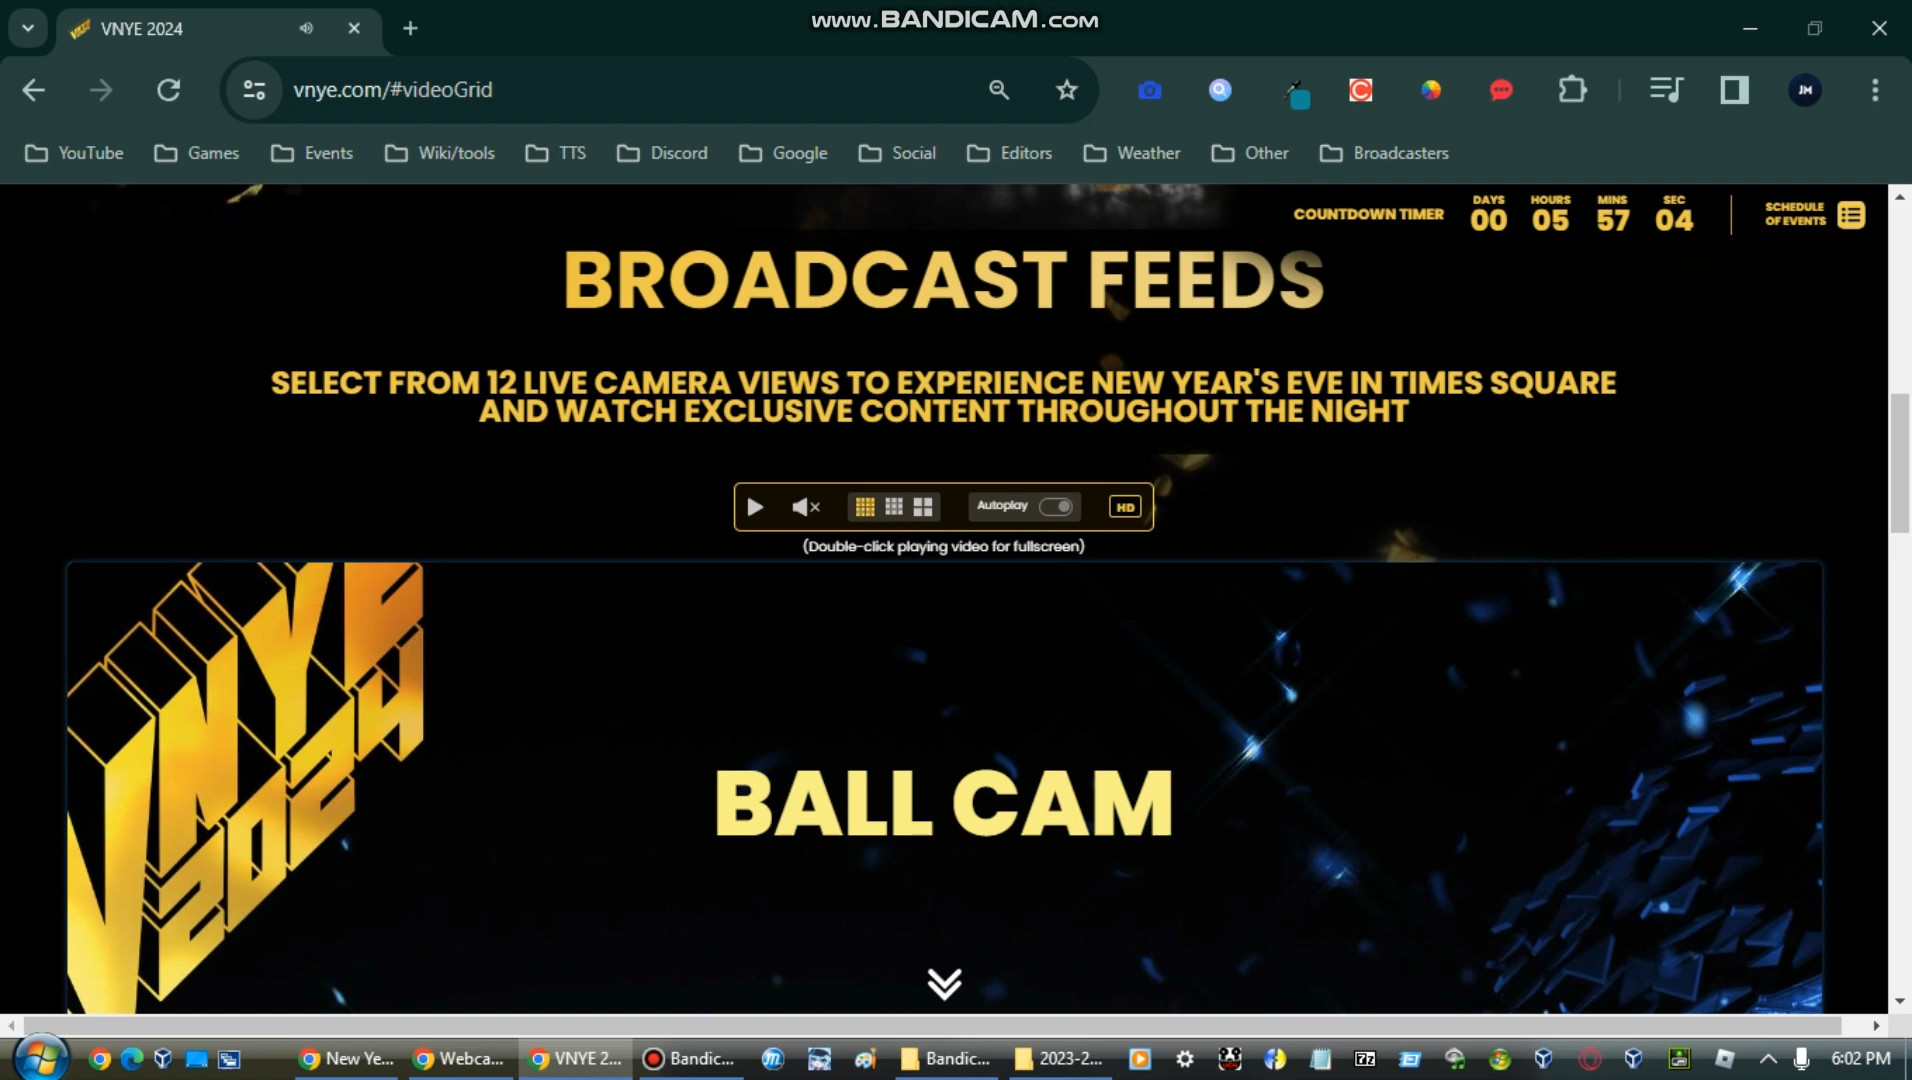 www.BANDICAM.com
VNYE 2024
vnye.com/#videoGrid
JM
YouTube
Games
Events
Wiki/tools
TTS
Discord
Google
Social
Editors
Weather
Other
Broadcasters
COUNTDOWN TIMER
DAYS
00
HOURS
05
MINS
57
SEC
04
SCHEDULE
OF EVENTS
BROADCAST FEEDS
SELECT FROM 12 LIVE CAMERA VIEWS TO EXPERIENCE NEW YEAR'S EVE IN TIMES SQUARE
AND WATCH EXCLUSIVE CONTENT THROUGHOUT THE NIGHT
Autoplay
HD
(Double-click playing video for fullscreen)
VNYE
2024
BALL CAM
New Ye...
Webca...
VNYE 2...
Bandic...
Bandic...
2023-2...
7z
6:02 PM